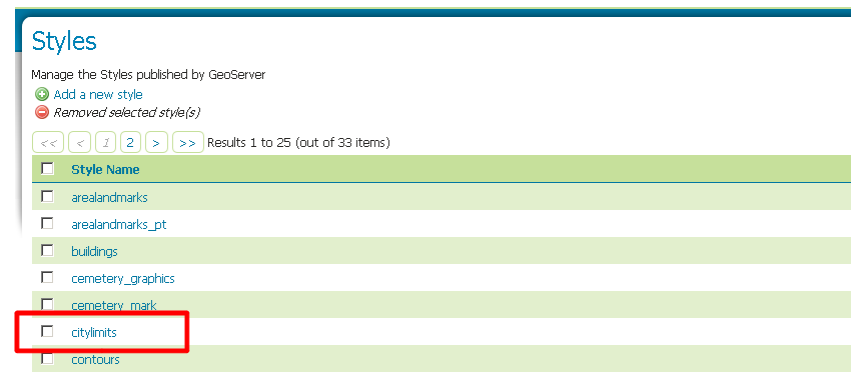 Styles
Manage the Styles published by GeoServer
Add a new style
Removed selected style(s)
<< < 1 2 > >> Results 1 to 25 (out of 33 items)
Style Name
arealandmarks
arealandmarks_pt
buildings
cemetery_graphics
cemetery_mark
citylimits
contours